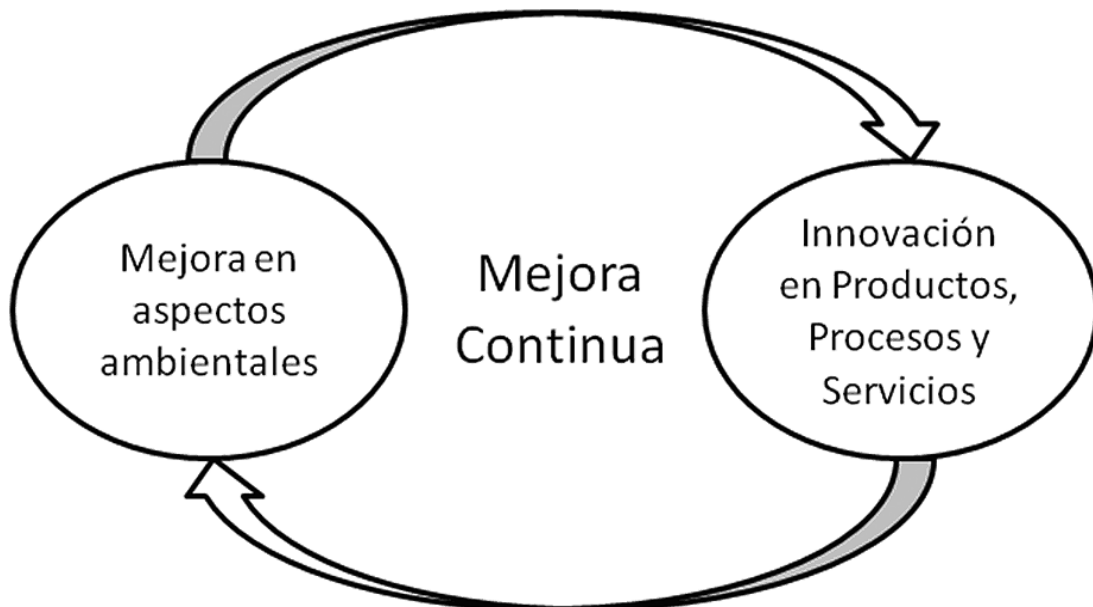 Mejora en
aspectos
ambientales
Mejora
Continua
Innovación
en Productos,
Procesos y
Servicios